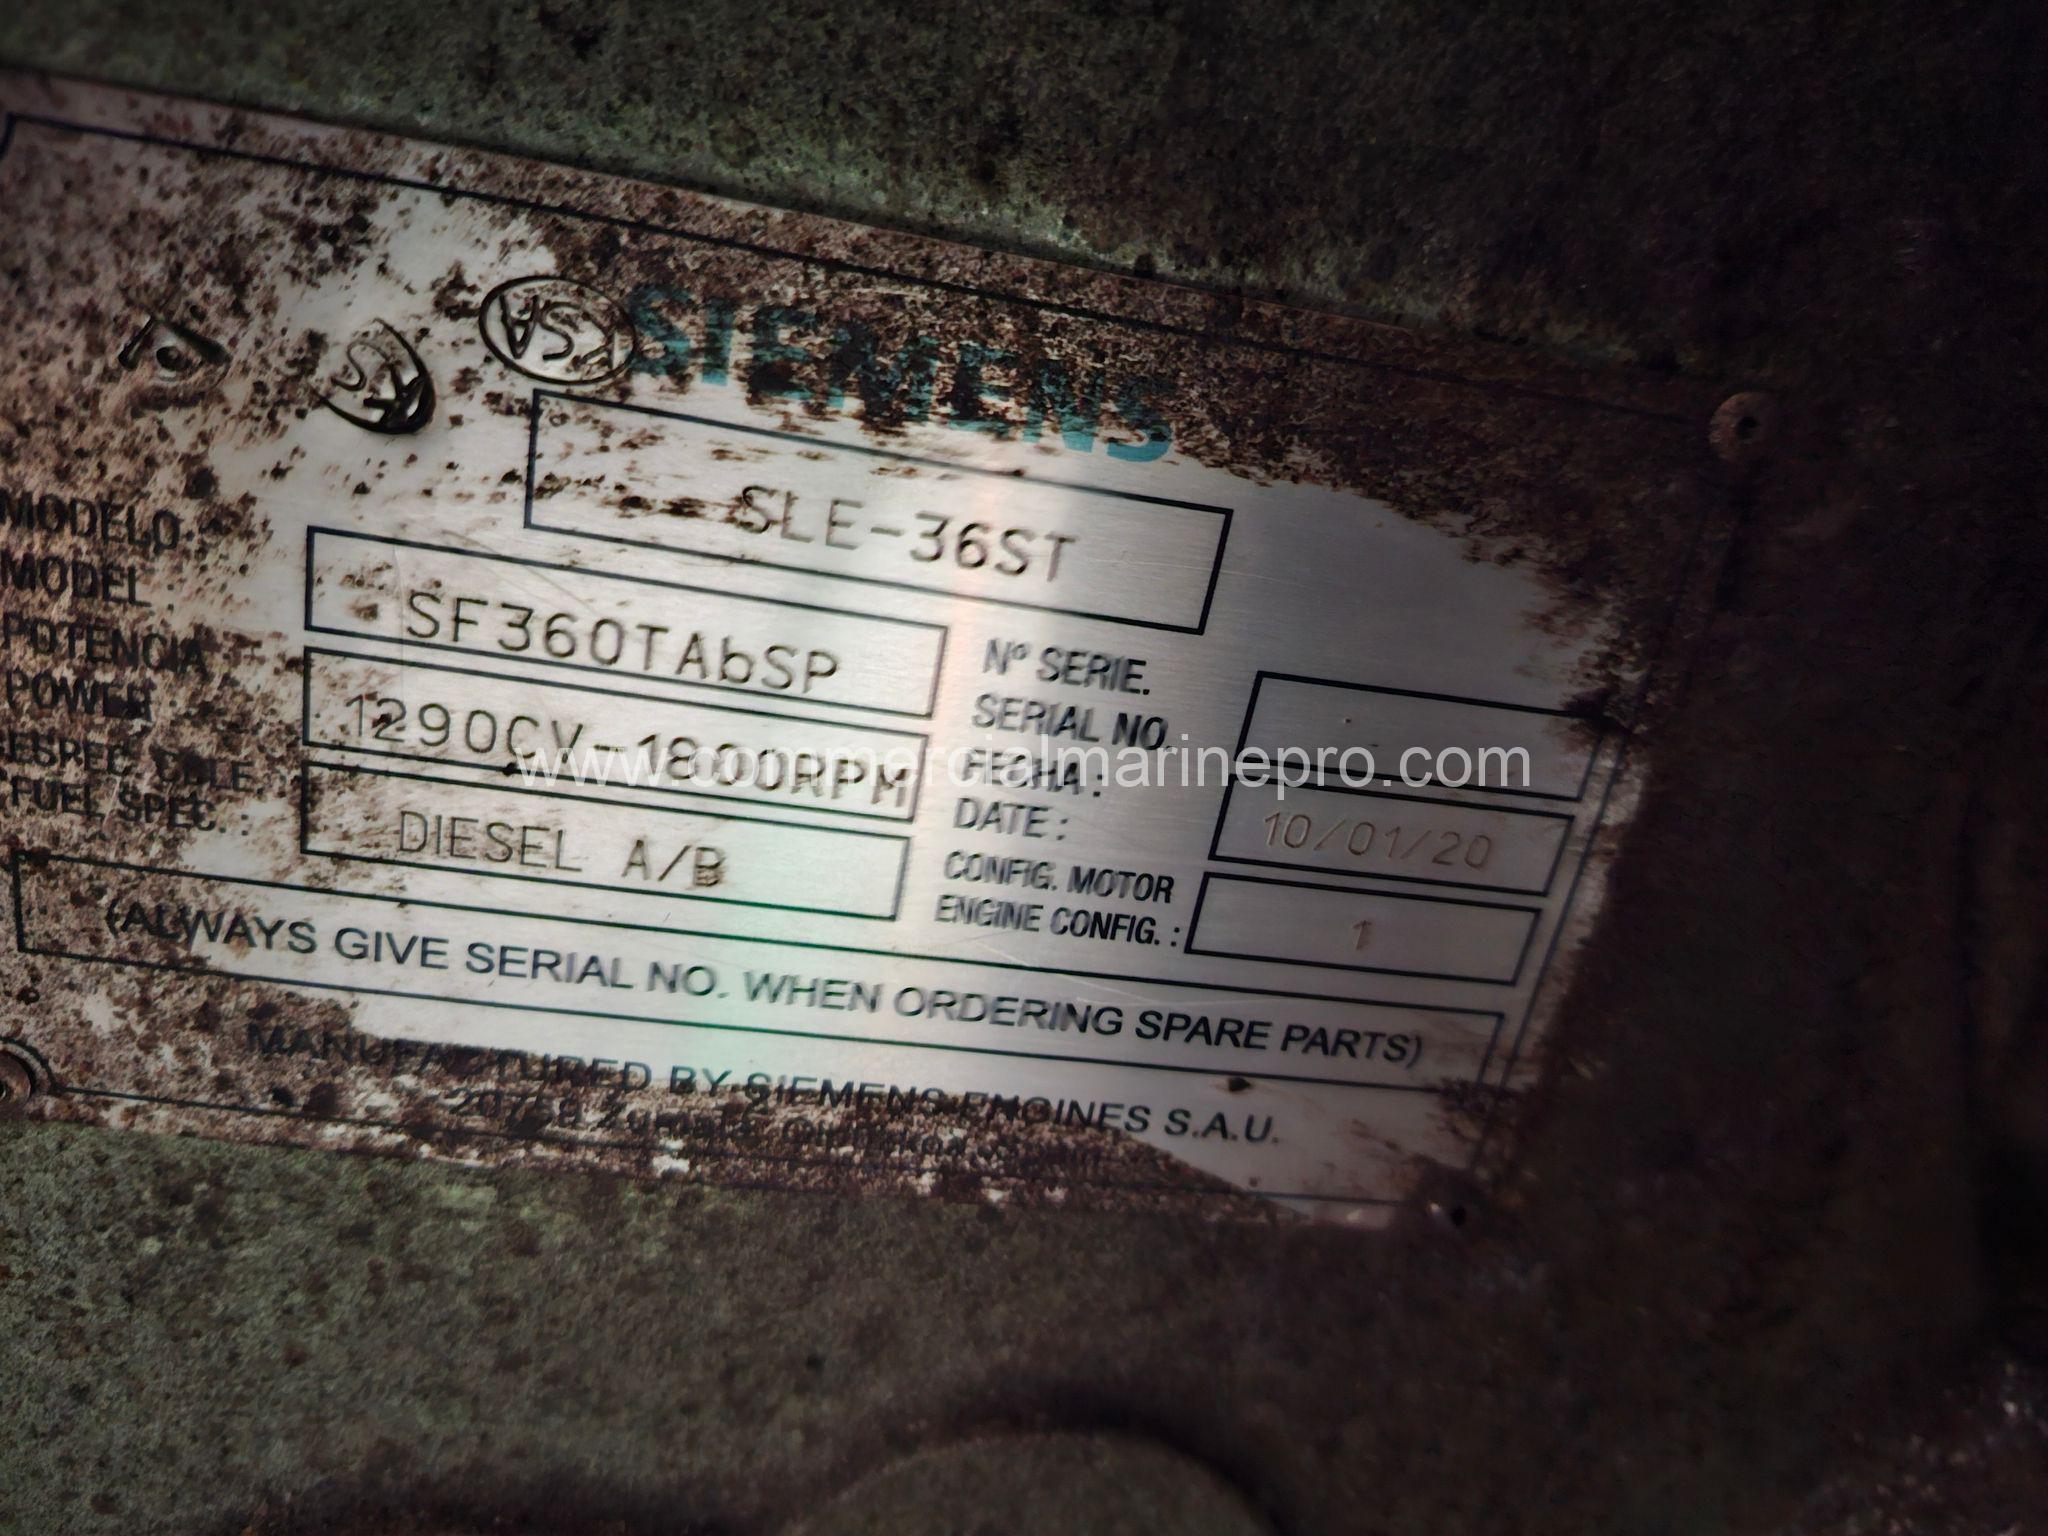 SIEMENS
KSA
SLE-36ST
MODELO :
MODEL :
SF360TAbSP
POTENCIA
POWER
1290CV-1800RPM
ESPEC. CBLE.
FUEL SPEC. :
DIESEL A/B
Nº SERIE.
SERIAL NO.
FECHA :
DATE :
10/01/20
CONFIG. MOTOR
ENGINE CONFIG. :
1
(ALWAYS GIVE SERIAL NO. WHEN ORDERING SPARE PARTS)
MANUFACTURED BY SIEMENS ENGINES S.A.U.
Zumaia
www.commercialmarinepro.com